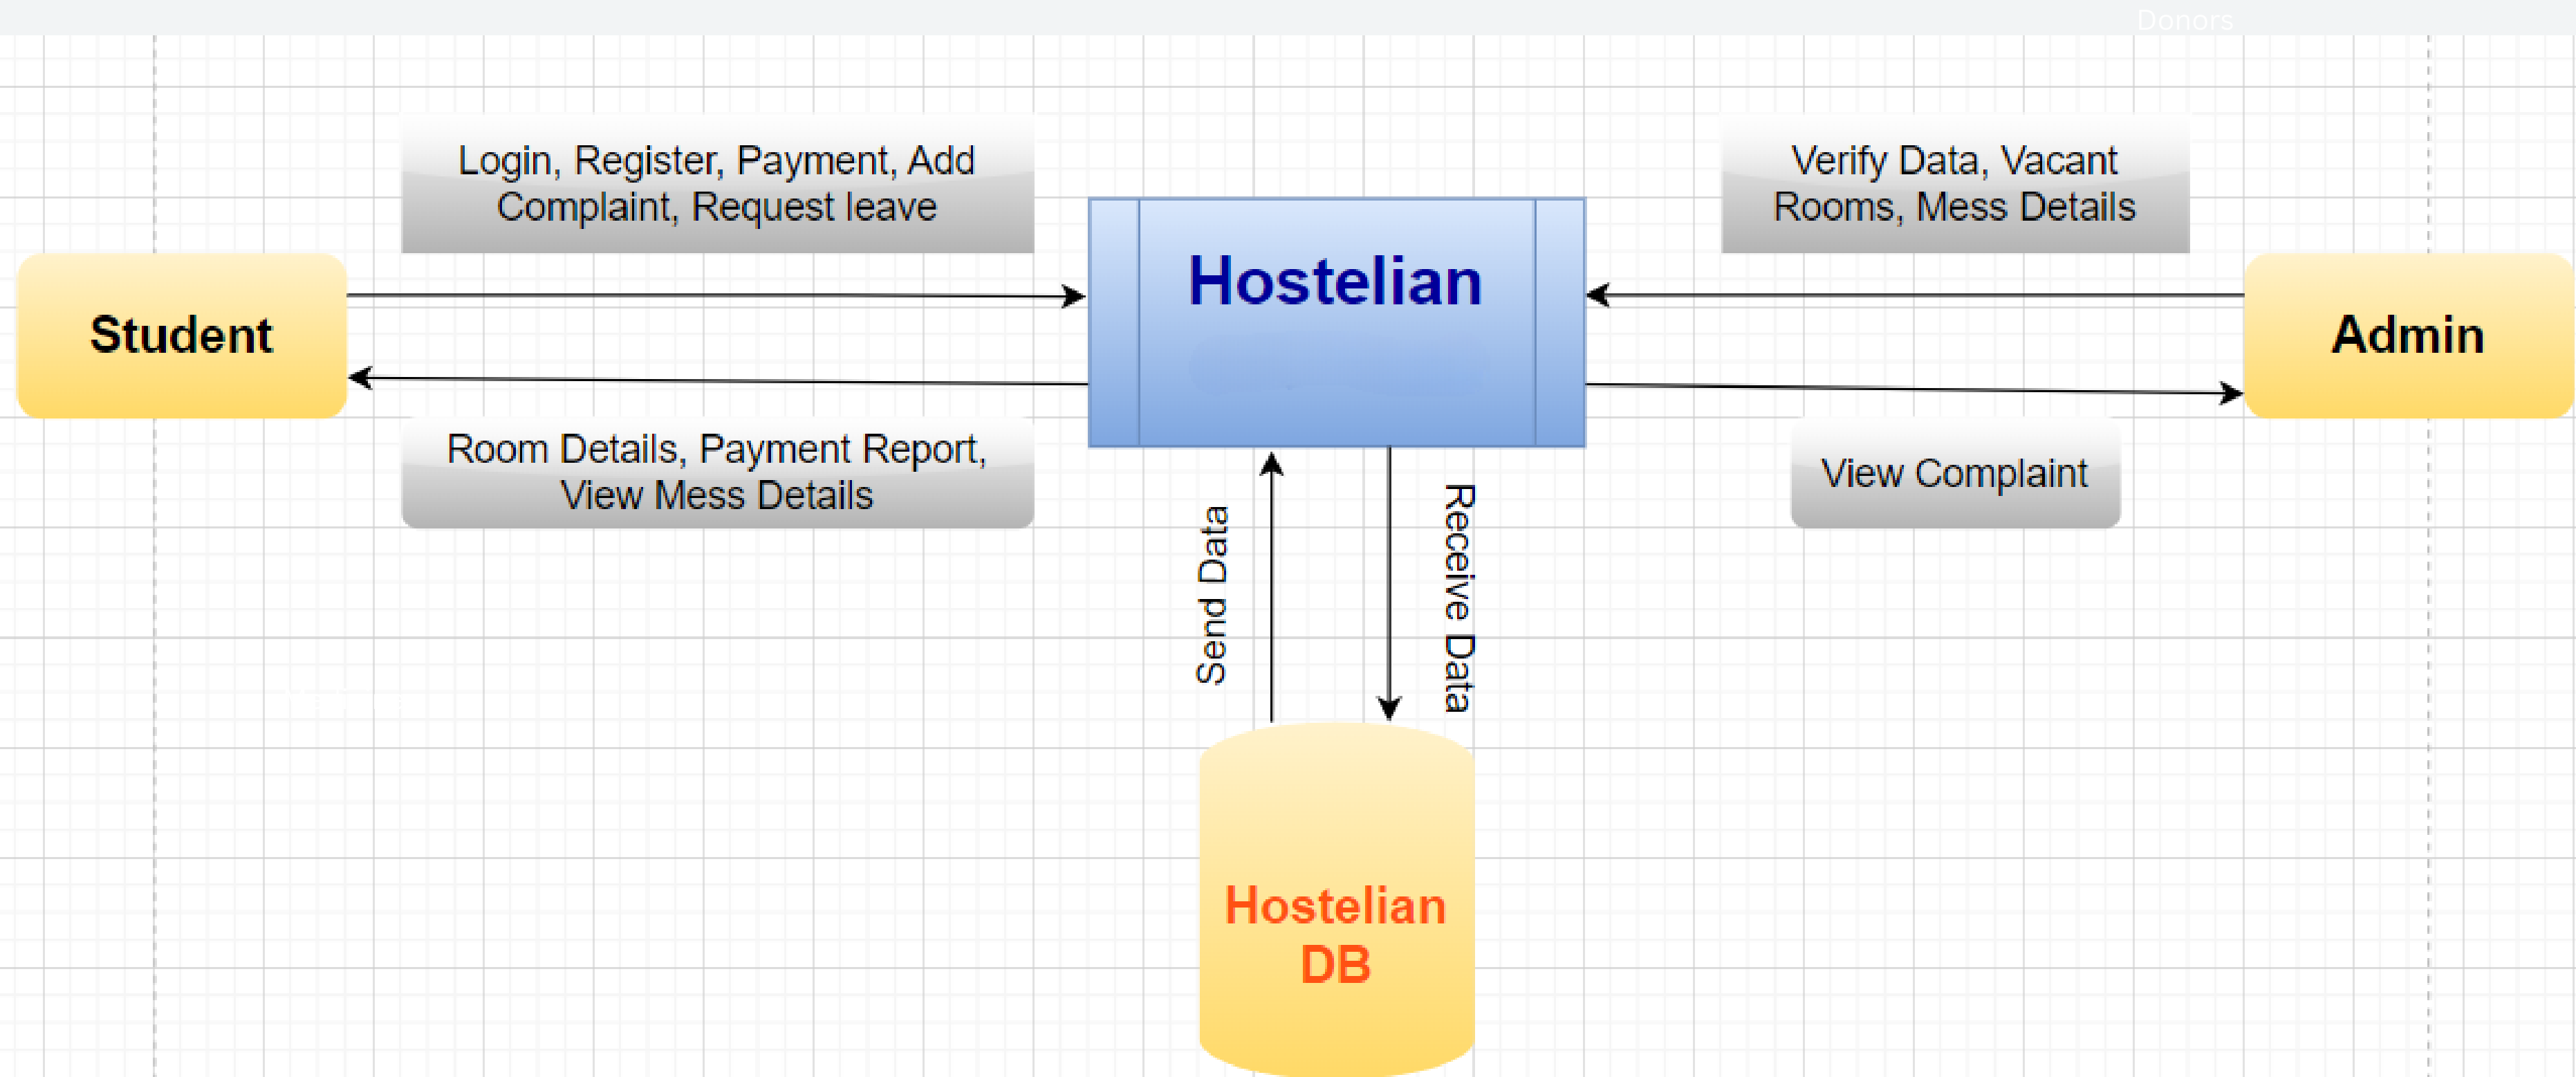 Donors
Login, Register, Payment, Add
Complaint, Request leave
Verify Data, Vacant
Rooms, Mess Details
Hostelian
Student
Admin
Room Details, Payment Report,
View Mess Details
View Complaint
Send Data
Receive Data
Hostelian
DB